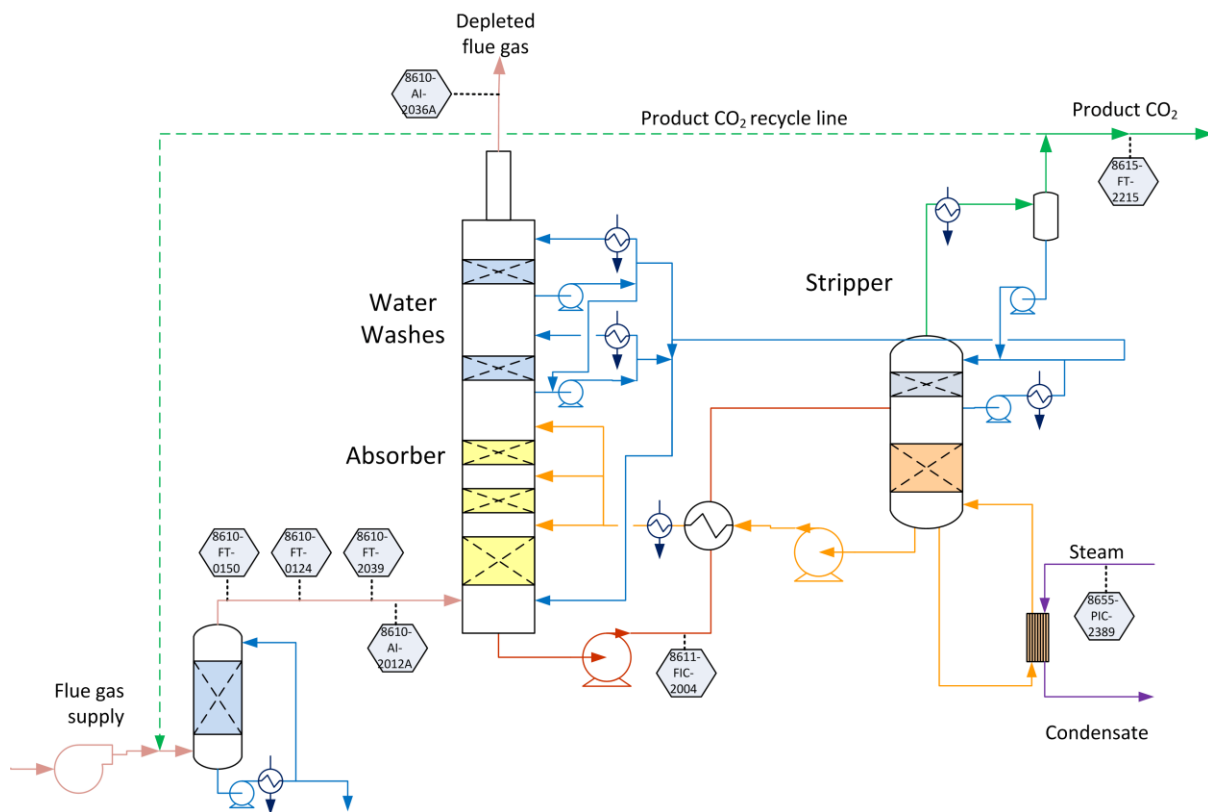 Depleted
flue gas
8610-
AI-
2036A
Product CO₂ recycle line
Product CO₂
8615-
FT-
2215
Stripper
Water
Washes
Absorber
8610-
FT-
0150
8610-
FT-
0124
8610-
FT-
2039
8610-
AI-
2012A
Steam
8655-
PIC-
2389
8611-
FIC-
2004
Flue gas
supply
Condensate